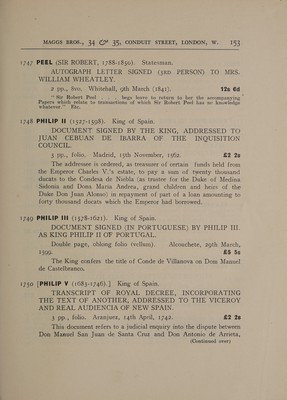 MAGGS BROS., 34 & 35, CONDUIT STREET, LONDON, W. 153
1747 PEEL (SIR ROBERT, 1788-1850). Statesman.
AUTOGRAPH LETTER SIGNED (3RD PERSON) TO MRS.
WILLIAM WHEATLEY.
2 pp., 8vo. Whitehall, 9th March (1841). 12s 6d
" Sir Robert Peel . . . begs leave to return to her the accompanying
Papers which relate to transactions of which Sir Robert Peel has no knowledge
whatever." Etc.
1748 PHILIP II (1527-1598). King of Spain.
DOCUMENT SIGNED BY THE KING, ADDRESSED TO
JUAN CEBUAN DE IBARRA OF THE INQUISITION
COUNCIL.
3 pp., folio. Madrid, 15th November, 1562. £2 2s
The addressee is ordered, as treasurer of certain funds held from
the Emperor Charles V.'s estate, to pay a sum of twenty thousand
ducats to the Condesa de Niebla (as trustee for the Duke of Medina
Sidonia and Dona Maria Andrea, grand children and heirs of the
Duke Don Juan Alonso) in repayment of part of a loan amounting to
forty thousand ducats which the Emperor had borrowed.
1749 PHILIP III (1578-1621). King of Spain.
DOCUMENT SIGNED (IN PORTUGUESE) BY PHILIP III.
AS KING PHILIP II OF PORTUGAL.
Double page, oblong folio (vellum). Alconchete, 29th March,
1599. £5 5s
The King confers the title of Conde de Villanova on Dom Manuel
de Castelbranco.
1750 [PHILIP V (1683-1746).] King of Spain.
TRANSCRIPT OF ROYAL DECREE, INCORPORATING
THE TEXT OF ANOTHER, ADDRESSED TO THE VICEROY
AND REAL AUDIENCIA OF NEW SPAIN.
3 pp., folio. Aranjuez, 14th April, 1742. £2 2s
This document refers to a judicial enquiry into the dispute between
Don Manuel San Juan de Santa Cruz and Don Antonio de Arrieta,
(Continued over)